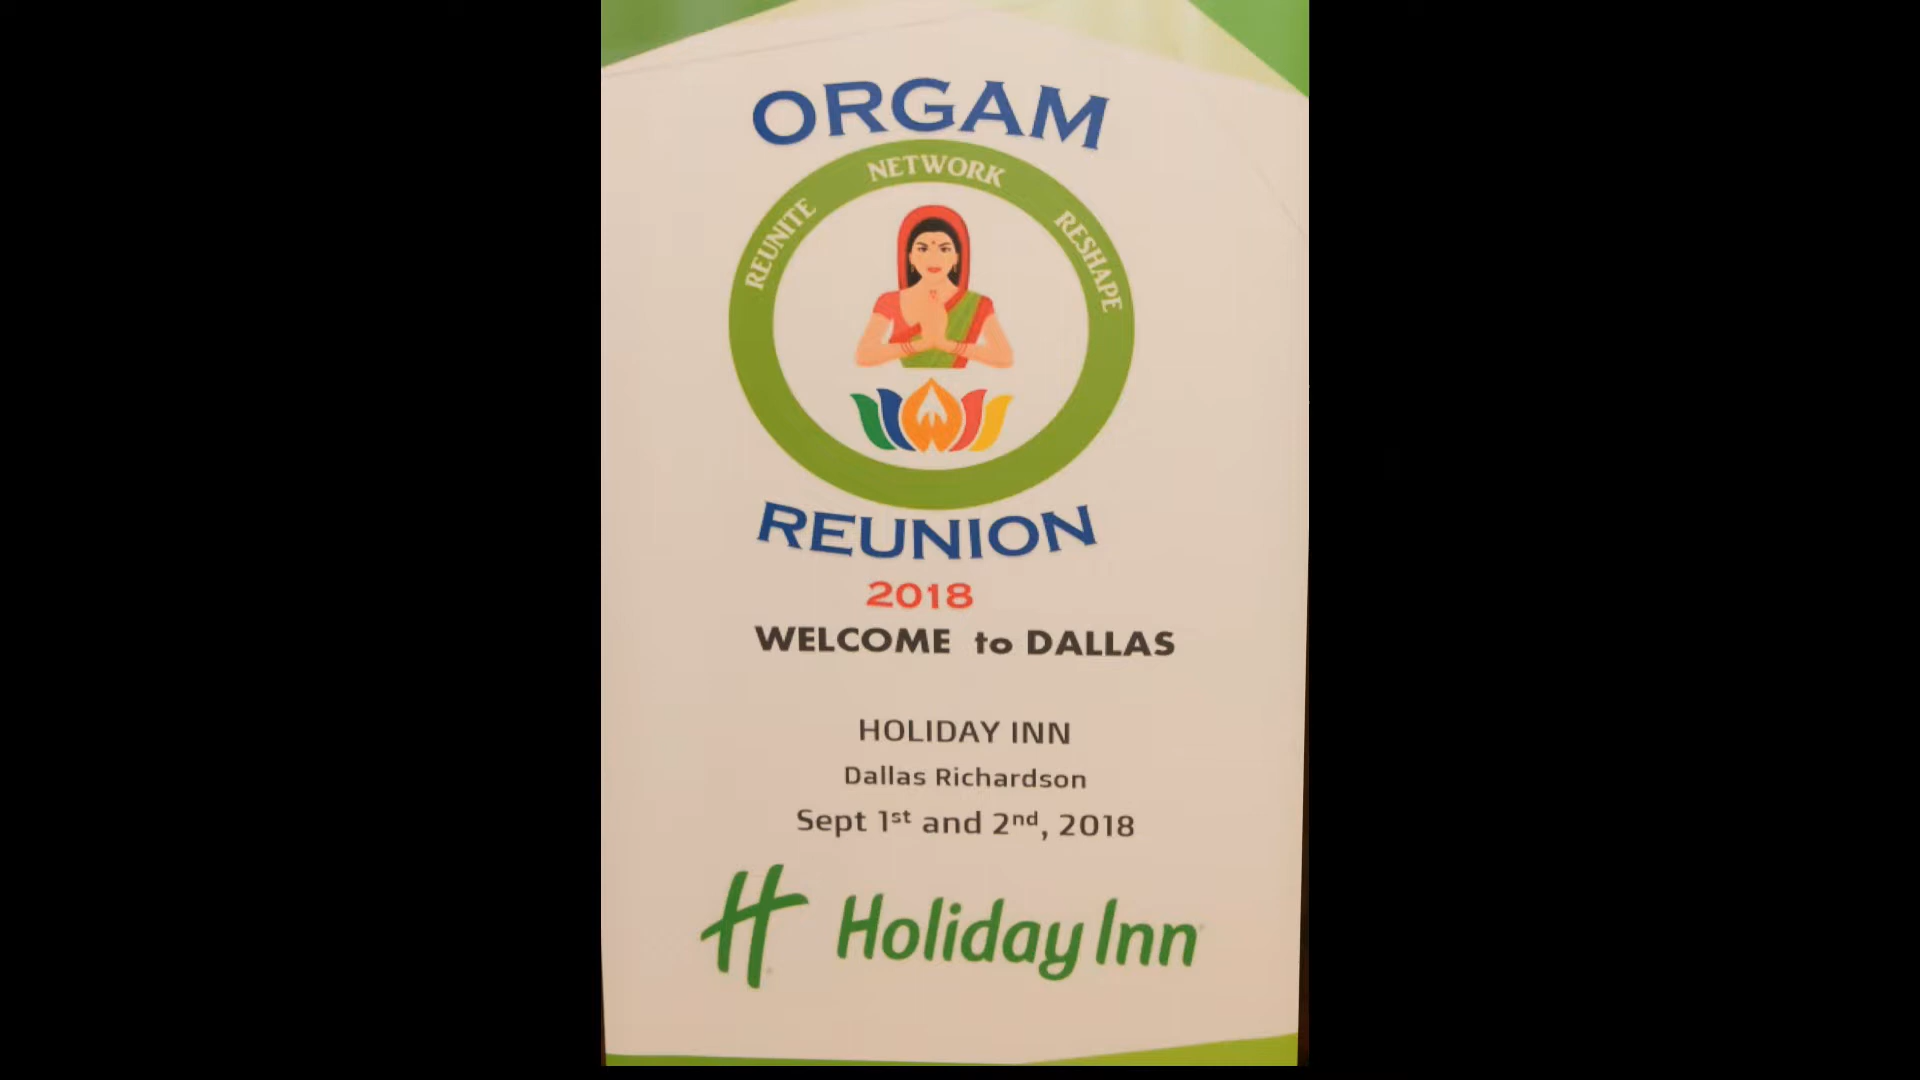 ORGAM
REUNITE NETWORK RESHAPE
REUNION
2018
WELCOME to DALLAS
HOLIDAY INN
Dallas Richardson
Sept 1st and 2nd, 2018
H Holiday Inn